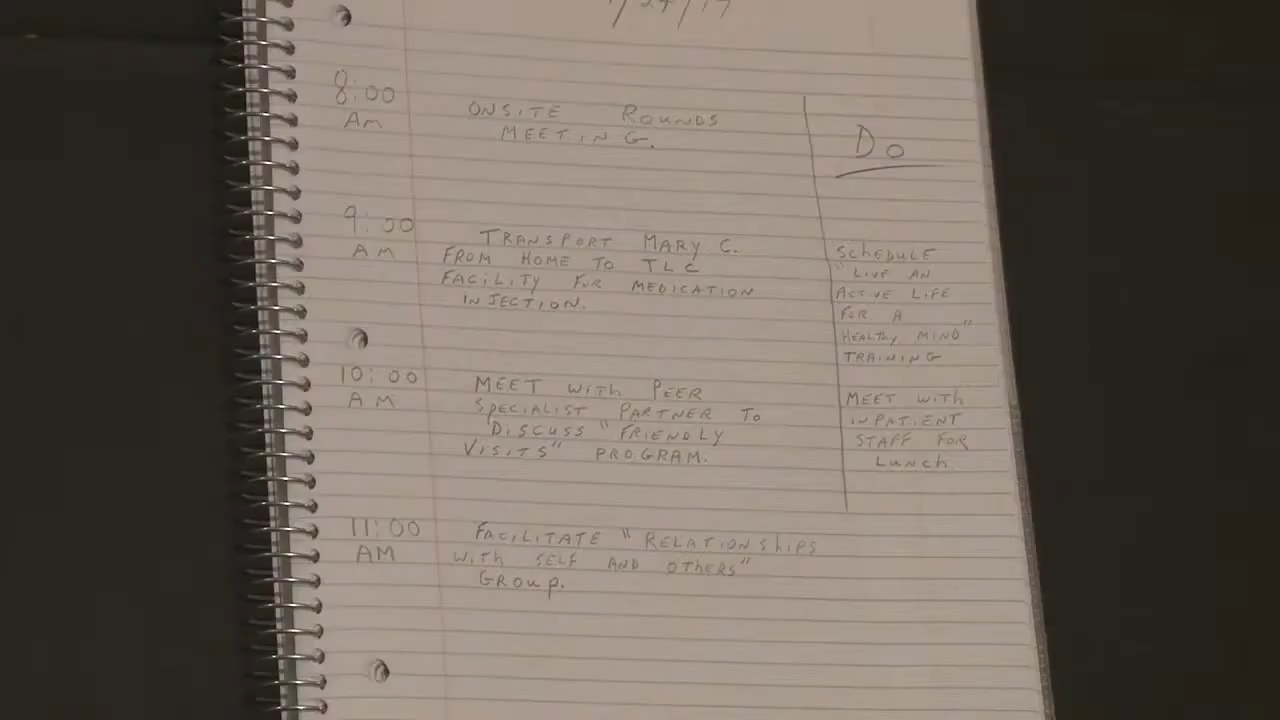 8:00
AM
ONSITE ROUNDS
MEETING.
9:00
AM
TRANSPORT MARY C.
FROM HOME TO TLC
FACILITY FOR MEDICATION
INJECTION.
10:00
AM
MEET WITH PEER
SPECIALIST PARTNER TO
DISCUSS "FRIENDLY
VISITS" PROGRAM.
11:00
AM
FACILITATE "RELATIONSHIPS
WITH SELF AND OTHERS"
GROUP.
DO
SCHEDULE
"LIVE AN
ACTIVE LIFE
FOR A
HEALTHY MIND"
TRAINING
MEET WITH
INPATIENT
STAFF FOR
LUNCH